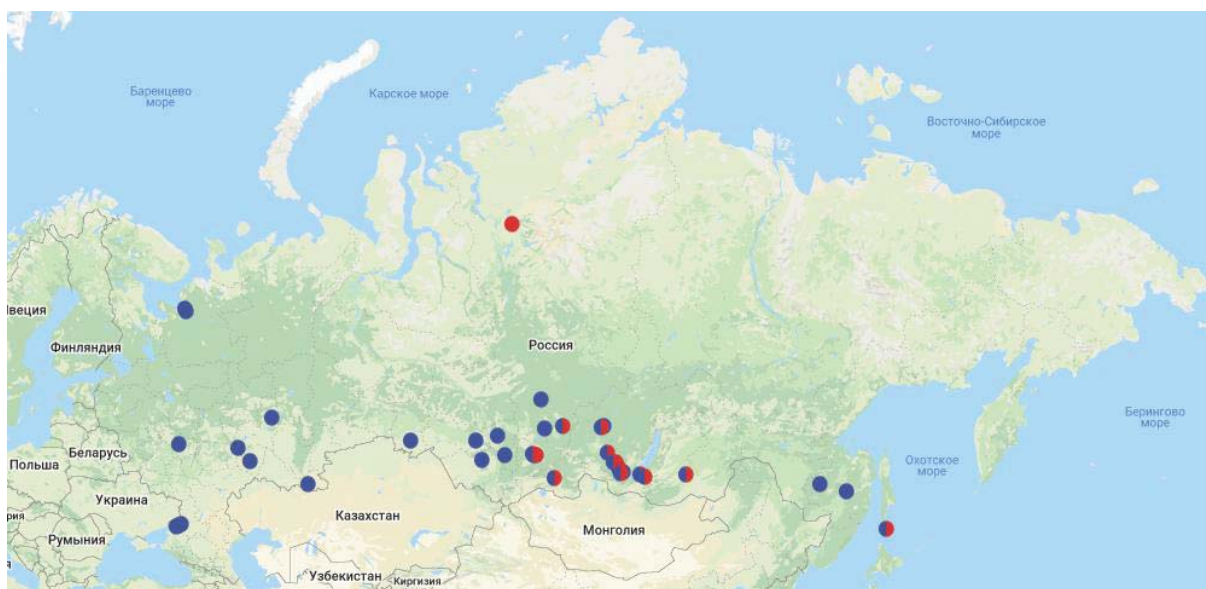 Баренцево
море
Карское море
Восточно-Сибирское
море
Россия
Финляндия
Беларусь
Польша
Украина
Румыния
Казахстан
Монголия
Узбекистан
Киргизия
Охотское
море
Берингово
море